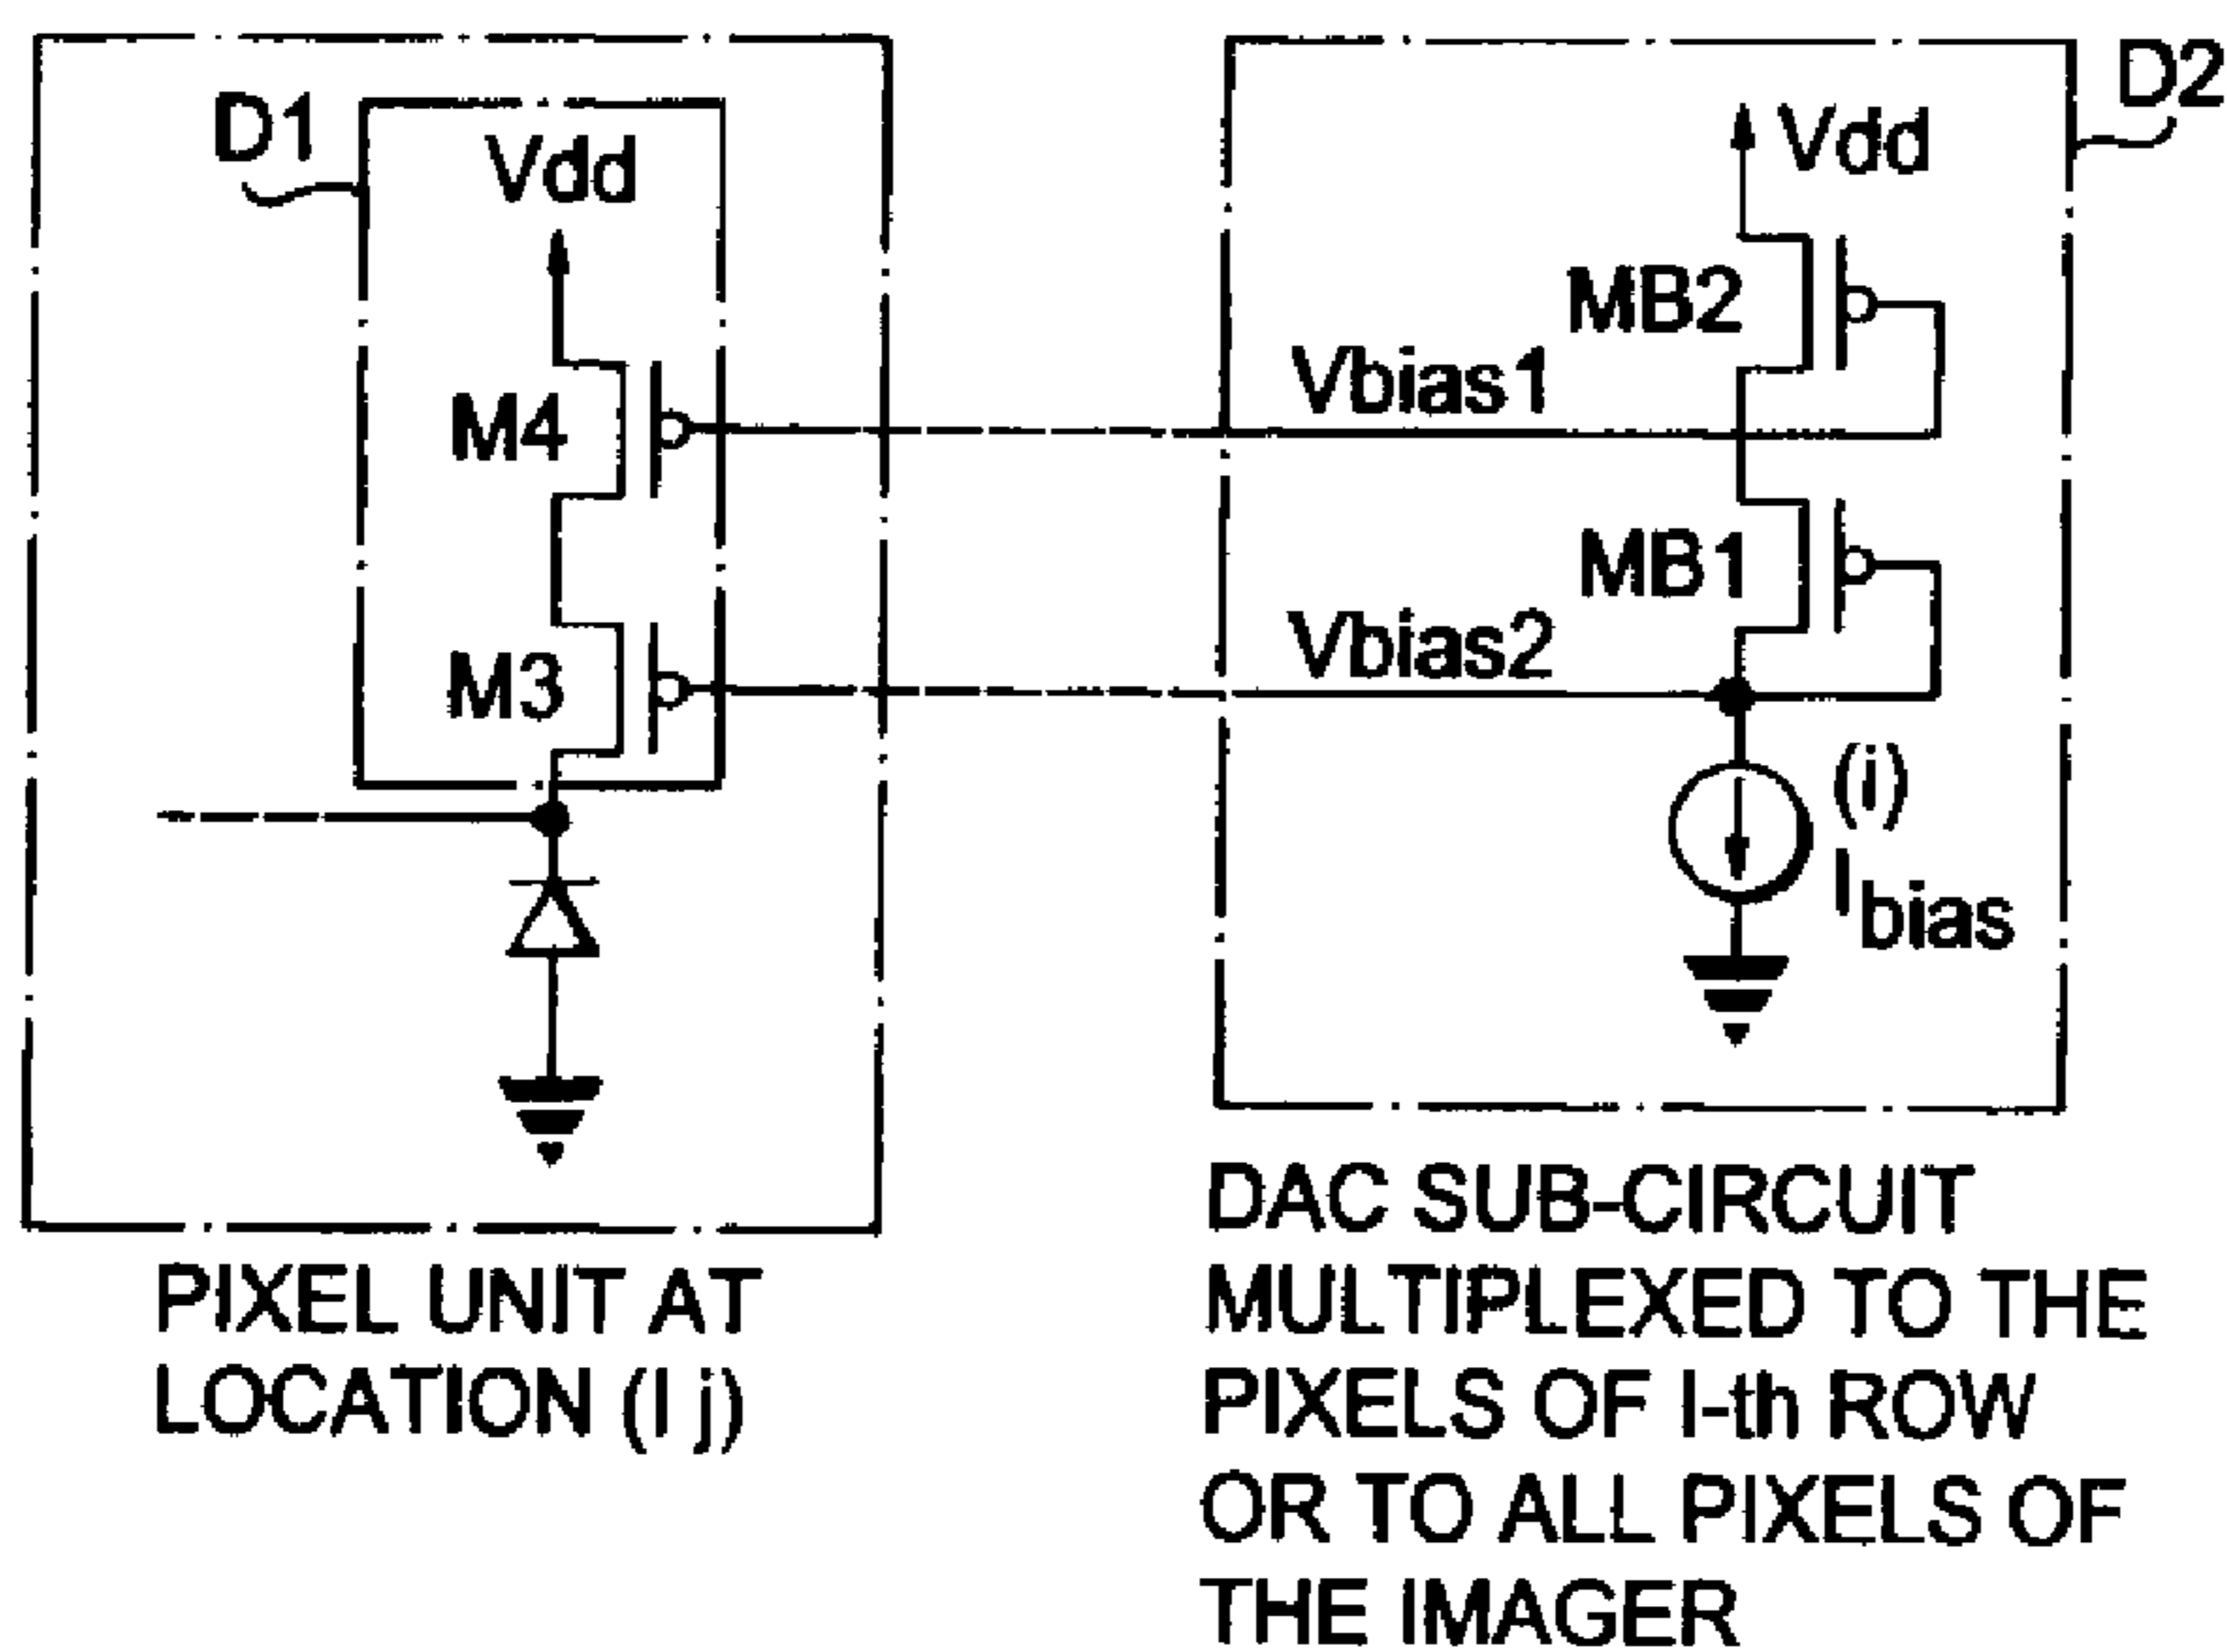 D1
Vdd
M4
M3
D2
Vdd
MB2
Vbias1
MB1
Vbias2
(i)
Ibias
PIXEL UNIT AT
LOCATION (I j)
DAC SUB-CIRCUIT
MULTIPLEXED TO THE
PIXELS OF I-th ROW
OR TO ALL PIXELS OF
THE IMAGER